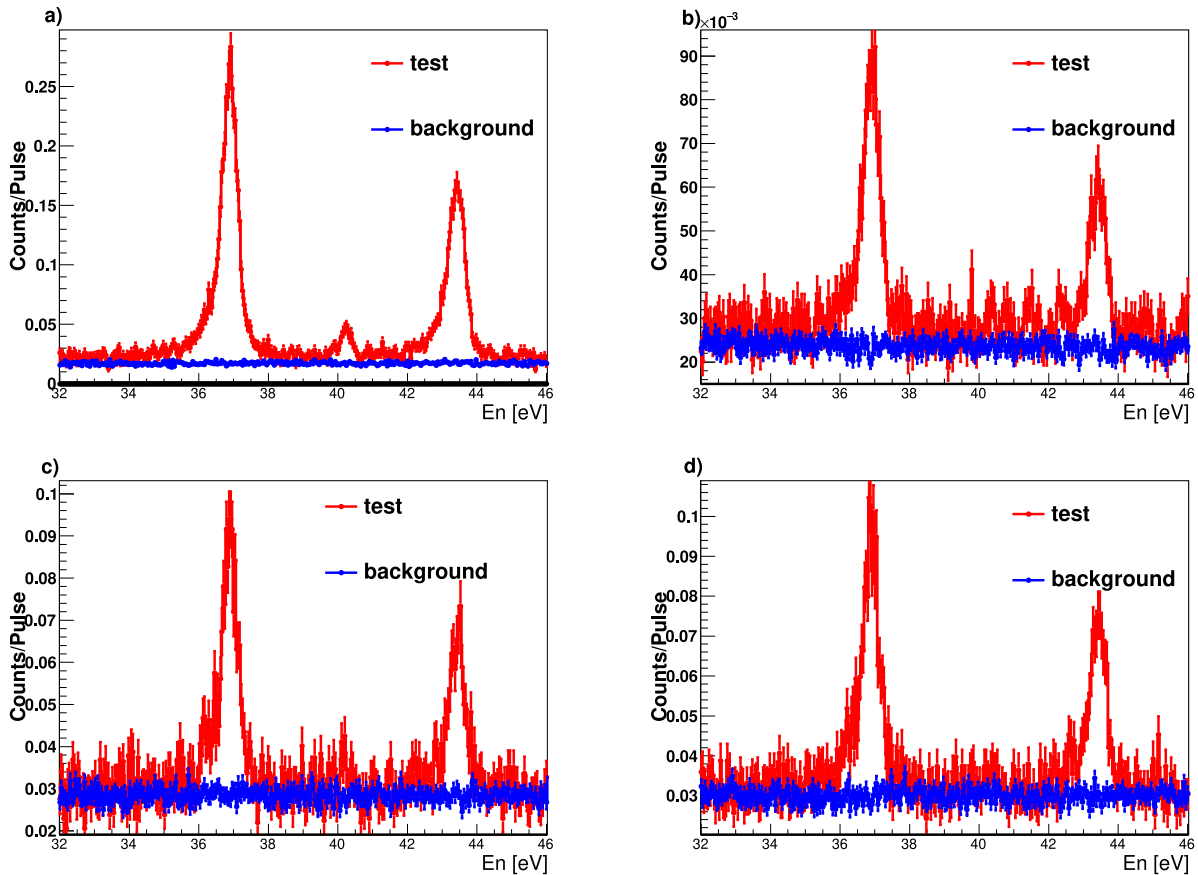 a)
test
background
Counts/Pulse
0.25
0.2
0.15
0.1
0.05
0
32 34 36 38 40 42 44 46
En [eV]
b)
×10⁻³
test
background
Counts/Pulse
90
80
70
60
50
40
30
20
32 34 36 38 40 42 44 46
En [eV]
c)
test
background
Counts/Pulse
0.1
0.09
0.08
0.07
0.06
0.05
0.04
0.03
0.02
32 34 36 38 40 42 44 46
En [eV]
d)
test
background
Counts/Pulse
0.1
0.09
0.08
0.07
0.06
0.05
0.04
0.03
32 34 36 38 40 42 44 46
En [eV]